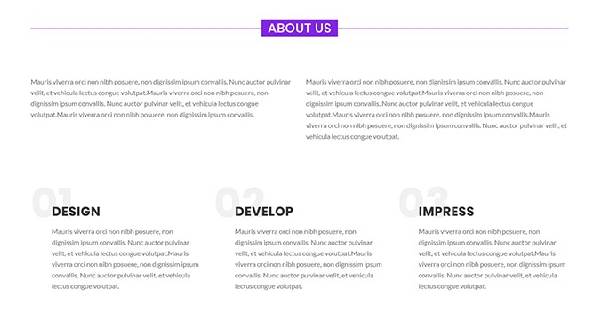 ABOUT US
Mauris viverra orci non nibh posuere, non dignissim ipsum convallis. Nunc auctor pulvinar
velit, et vehicula lectus congue volutpat.Mauris viverra orci non nibh posuere, non
dignissim ipsum convallis. Nunc auctor pulvinar velit, et vehicula lectus congue
volutpat.Mauris viverra orci non nibh posuere, non dignissim ipsum convallis.
Mauris viverra orci non nibh posuere, non dignissim ipsum convallis. Nunc auctor pulvinar
velit, et vehicula lectus congue volutpat.Mauris viverra orci non nibh posuere, non
dignissim ipsum convallis. Nunc auctor pulvinar velit, et vehicula lectus congue
volutpat.Mauris viverra orci non nibh posuere, non dignissim ipsum convallis.Mauris
viverra orci non nibh posuere, non dignissim ipsum convallis. Nunc auctor pulvinar velit, et
vehicula lectus congue volutpat.
01
DESIGN
Mauris viverra orci non nibh posuere, non
dignissim ipsum convallis. Nunc auctor pulvinar
velit, et vehicula lectus congue volutpat.Mauris
viverra orci non nibh posuere, non dignissim ipsum
convallis. Nunc auctor pulvinar velit, et vehicula
lectus congue volutpat.
02
DEVELOP
Mauris viverra orci non nibh posuere, non
dignissim ipsum convallis. Nunc auctor pulvinar
velit, et vehicula lectus congue volutpat.Mauris
viverra orci non nibh posuere, non dignissim ipsum
convallis. Nunc auctor pulvinar velit, et vehicula
lectus congue volutpat.
03
IMPRESS
Mauris viverra orci non nibh posuere, non
dignissim ipsum convallis. Nunc auctor pulvinar
velit, et vehicula lectus congue volutpat.Mauris
viverra orci non nibh posuere, non dignissim ipsum
convallis. Nunc auctor pulvinar velit, et vehicula
lectus congue volutpat.